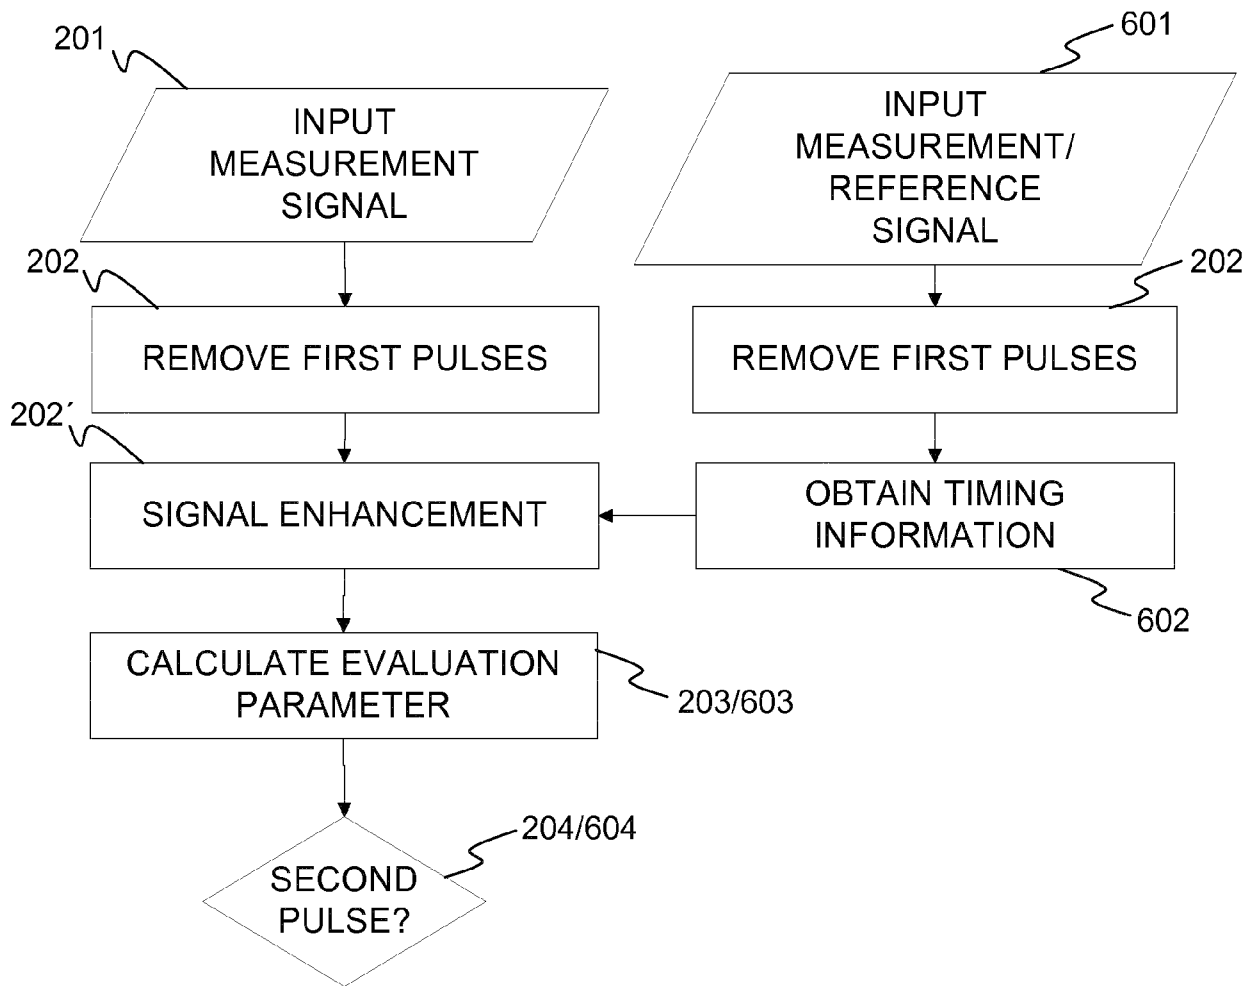 201
INPUT
MEASUREMENT
SIGNAL
601
INPUT
MEASUREMENT/
REFERENCE
SIGNAL
202
REMOVE FIRST PULSES
202
REMOVE FIRST PULSES
202´
SIGNAL ENHANCEMENT
OBTAIN TIMING
INFORMATION
602
CALCULATE EVALUATION
PARAMETER
203/603
204/604
SECOND
PULSE?